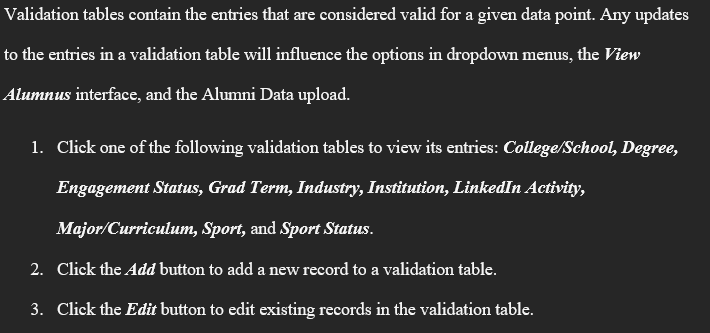 Validation tables contain the entries that are considered valid for a given data point. Any updates
to the entries in a validation table will influence the options in dropdown menus, the View
Alumnus interface, and the Alumni Data upload.
1. Click one of the following validation tables to view its entries: College/School, Degree,
Engagement Status, Grad Term, Industry, Institution, LinkedIn Activity,
Major/Curriculum, Sport, and Sport Status.
2. Click the Add button to add a new record to a validation table.
3. Click the Edit button to edit existing records in the validation table.